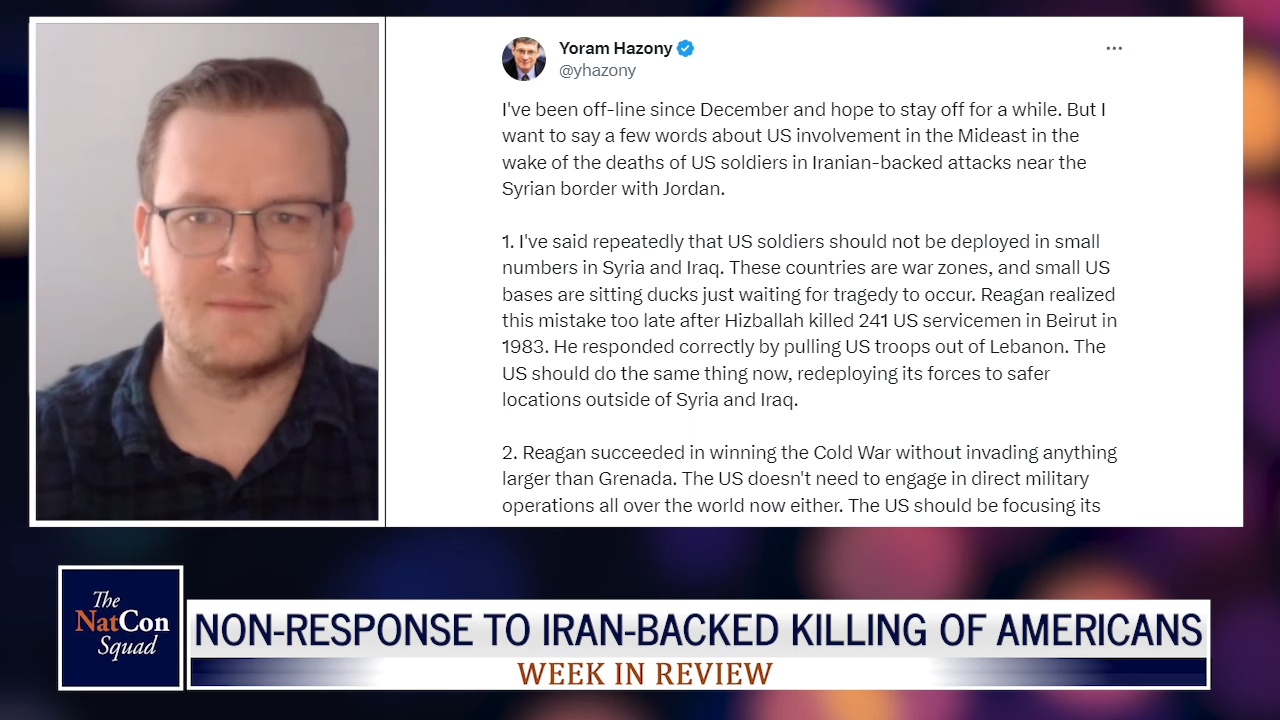 Yoram Hazony
@yhazony
I've been off-line since December and hope to stay off for a while. But I
want to say a few words about US involvement in the Mideast in the
wake of the deaths of US soldiers in Iranian-backed attacks near the
Syrian border with Jordan.
1. I've said repeatedly that US soldiers should not be deployed in small
numbers in Syria and Iraq. These countries are war zones, and small US
bases are sitting ducks just waiting for tragedy to occur. Reagan realized
this mistake too late after Hizballah killed 241 US servicemen in Beirut in
1983. He responded correctly by pulling US troops out of Lebanon. The
US should do the same thing now, redeploying its forces to safer
locations outside of Syria and Iraq.
2. Reagan succeeded in winning the Cold War without invading anything
larger than Grenada. The US doesn't need to engage in direct military
operations all over the world now either. The US should be focusing its
The
NatCon
Squad
NON-RESPONSE TO IRAN-BACKED KILLING OF AMERICANS
WEEK IN REVIEW